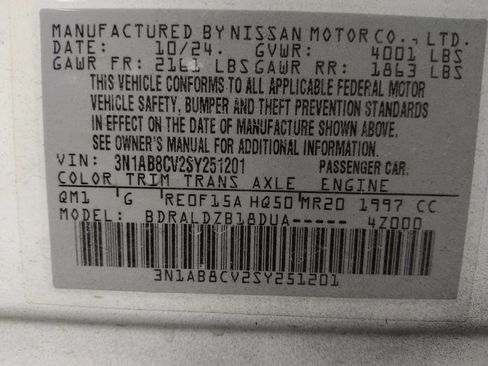 MANUFACTURED BY NISSAN MOTOR CO., LTD.
DATE: 10/24. GVWR: 4001 LBS
GAWR FR: 2161 LBS GAWR RR: 1863 LBS
THIS VEHICLE CONFORMS TO ALL APPLICABLE FEDERAL MOTOR
VEHICLE SAFETY, BUMPER AND THEFT PREVENTION STANDARDS
IN EFFECT ON THE DATE OF MANUFACTURE SHOWN ABOVE.
SEE OWNER'S MANUAL FOR ADDITIONAL INFORMATION.
VIN: 3N1AB8CV2SY251201 PASSENGER CAR.
COLOR TRIM TRANS AXLE ENGINE
QM1 G RE0F15A HQ50 MR20 1997 CC
MODEL: BDRALDZB18DUA----- 4Z000
3N1AB8CV2SY251201